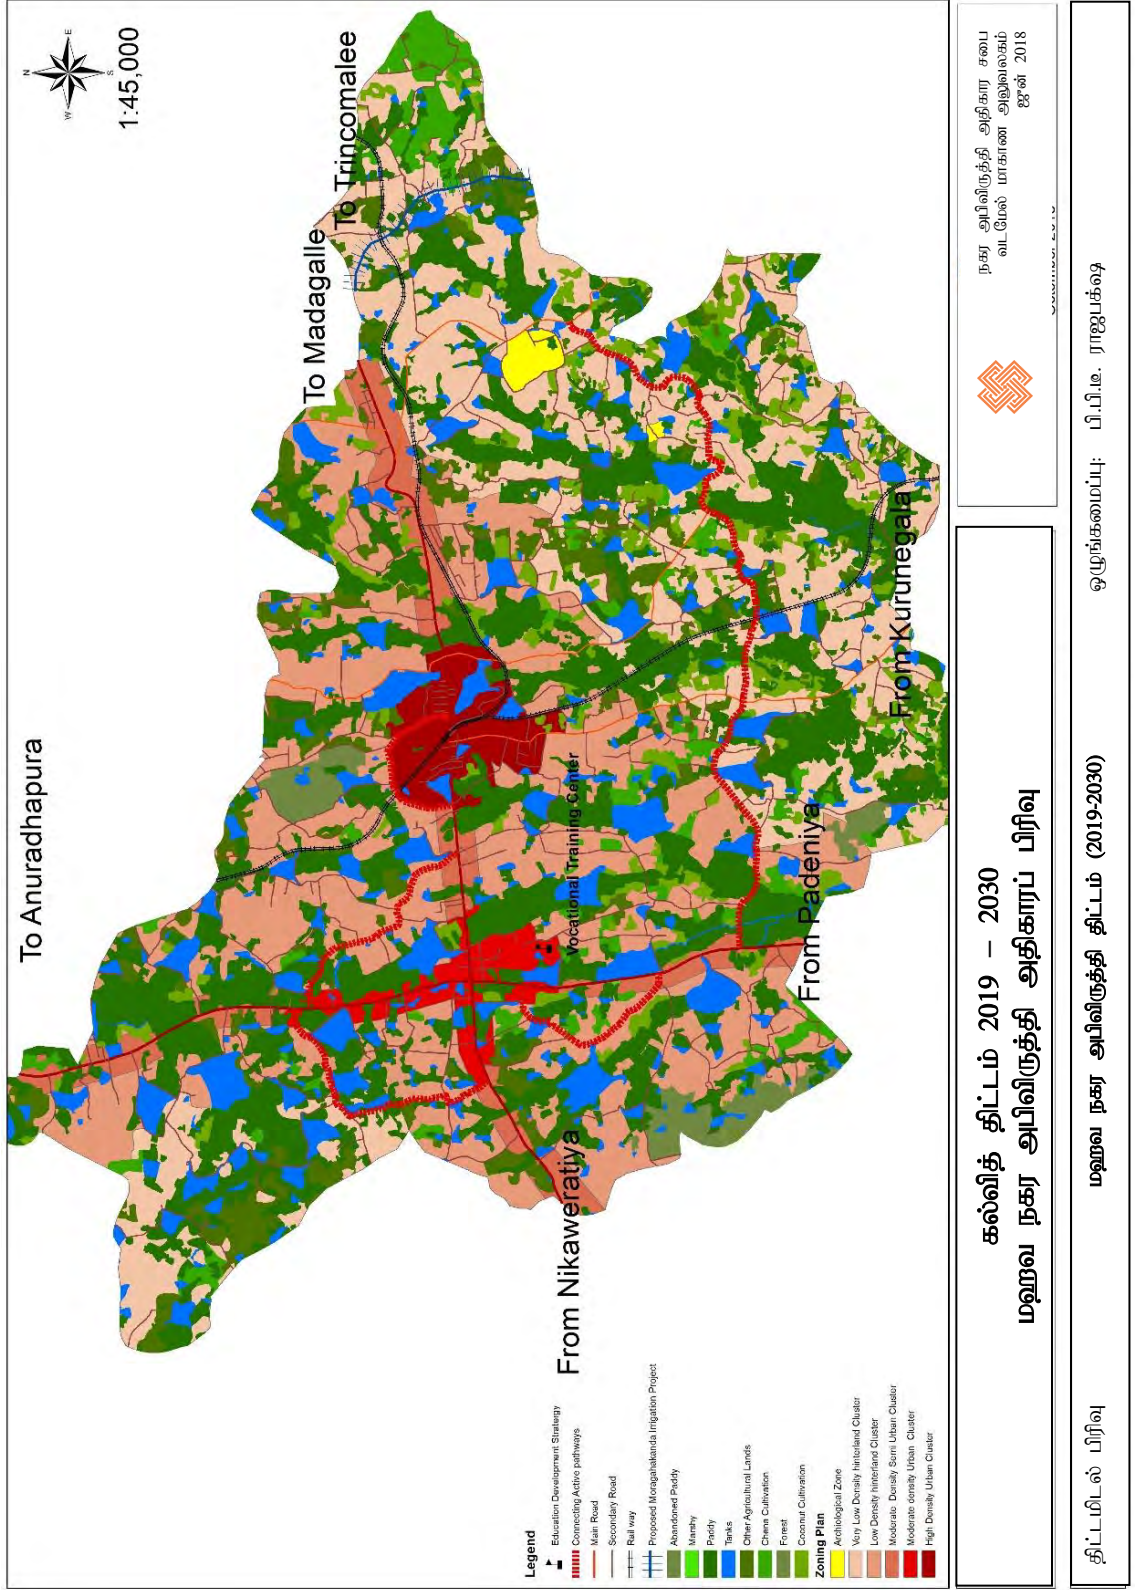 To Anuradhapura
N
E
S
W
1:45,000
To Madagalle
To Trincomalee
Vocational Training Center
From Nikaweratiya
From Padeniya
From Kurunegala
Legend
Education Development Stratergy
Connecting Active pathways
Main Road
Secondary Road
Rail way
Proposed Moragahakanda Irrigation Project
Abandoned Paddy
Marshy
Paddy
Tanks
Other Agricultural Lands
Chena Cultivation
Forest
Coconut Cultivation
Zoning Plan
Archiological Zone
Very Low Density hinterland Cluster
Low Density hinterland Cluster
Moderate Density Semi Urban Cluster
Moderate density Urban Cluster
High Density Urban Cluster
கல்வித் திட்டம் 2019 – 2030
மஹவ நகர அபிவிருத்தி அதிகாரப் பிரிவு
நகர அபிவிருத்தி அதிகார சபை
வடமேல் மாகாண அலுவலகம்
ஜுன் 2018
திட்டமிடல் பிரிவு
மஹவ நகர அபிவிருத்தி திட்டம் (2019-2030)
ஒழுங்கமைப்பு: பி.பி.டீ. ராஜபக்ஷ